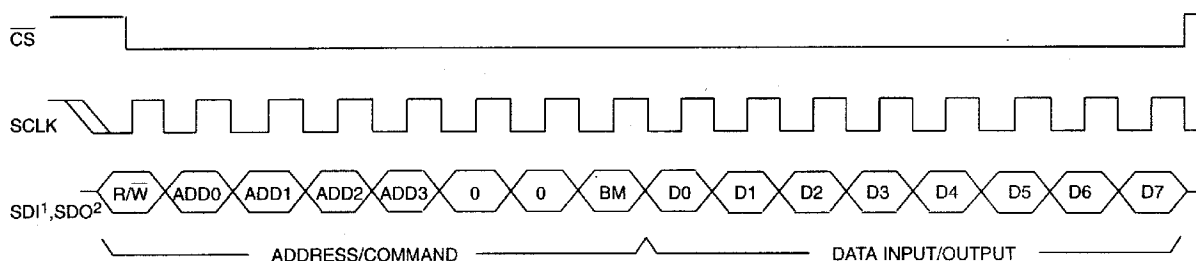 CS
SCLK
SDI¹,SDO² R/W ADD0 ADD1 ADD2 ADD3 0 0 BM D0 D1 D2 D3 D4 D5 D6 D7
ADDRESS/COMMAND DATA INPUT/OUTPUT